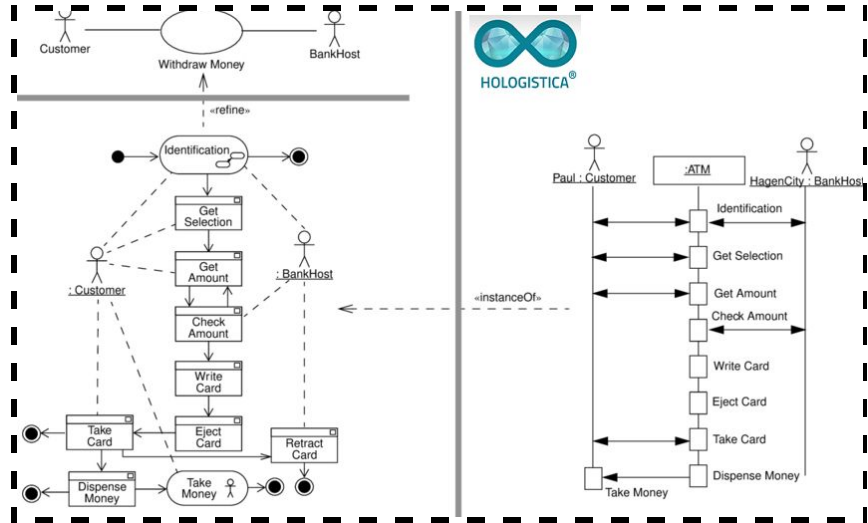 Customer
BankHost
Withdraw Money
«refine»
Identification
Get
Selection
Get
Amount
: Customer
: BankHost
Check
Amount
Write
Card
Take
Card
Eject
Card
Retract
Card
Dispense
Money
Take
Money
HOLOGISTICA®
«instanceOf»
Paul : Customer
:ATM
HagenCity : BankHost
Identification
Get Selection
Get Amount
Check Amount
Write Card
Eject Card
Take Card
Dispense Money
Take Money